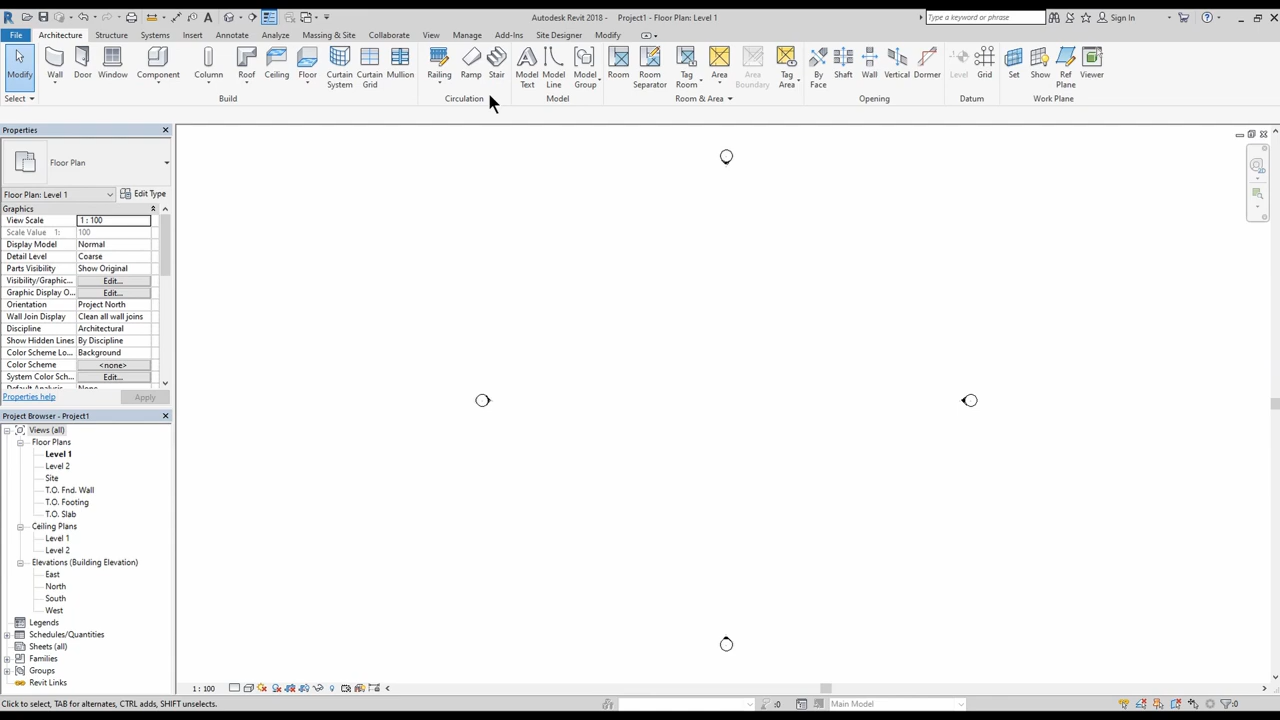 Autodesk Revit 2018 - Project1 - Floor Plan: Level 1
Type a keyword or phrase
Sign In
File Architecture Structure Systems Insert Annotate Analyze Massing & Site Collaborate View Manage Add-Ins Site Designer Modify
Modify Wall Door Window Component Column Roof Ceiling Floor Curtain System Curtain Grid Mullion Railing Ramp Stair Model Text Model Line Model Group Room Room Separator Tag Room Area Area Boundary Tag Area By Face Shaft Wall Vertical Dormer Level Grid Set Show Ref Plane Viewer
Select Build Circulation Model Room & Area Opening Datum Work Plane
Properties
Floor Plan
Floor Plan: Level 1 Edit Type
Graphics
View Scale 1 : 100
Scale Value 1: 100
Display Model Normal
Detail Level Coarse
Parts Visibility Show Original
Visibility/Graphic... Edit...
Graphic Display O... Edit...
Orientation Project North
Wall Join Display Clean all wall joins
Discipline Architectural
Show Hidden Lines By Discipline
Color Scheme Lo... Background
Color Scheme <none>
System Color Sch... Edit...
Default Analysis None
Properties help Apply
Project Browser - Project1
Views (all)
Floor Plans
Level 1
Level 2
Site
T.O. Fnd. Wall
T.O. Footing
T.O. Slab
Ceiling Plans
Level 1
Level 2
Elevations (Building Elevation)
East
North
South
West
Legends
Schedules/Quantities
Sheets (all)
Families
Groups
Revit Links
1 : 100
Click to select, TAB for alternates, CTRL adds, SHIFT unselects.
:0
Main Model
:0